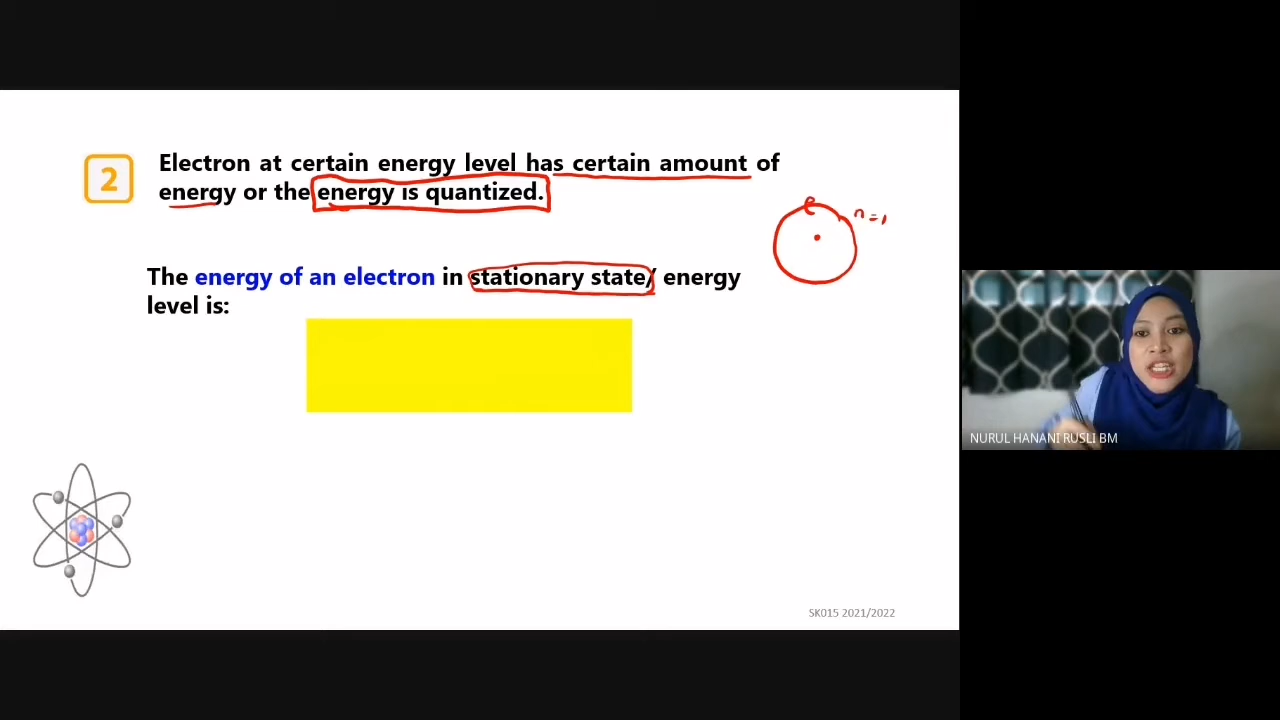 2
Electron at certain energy level has certain amount of
energy or the energy is quantized.
e
n=1
The energy of an electron in stationary state/ energy
level is:
NURUL HANANI RUSLI BM
SK015 2021/2022